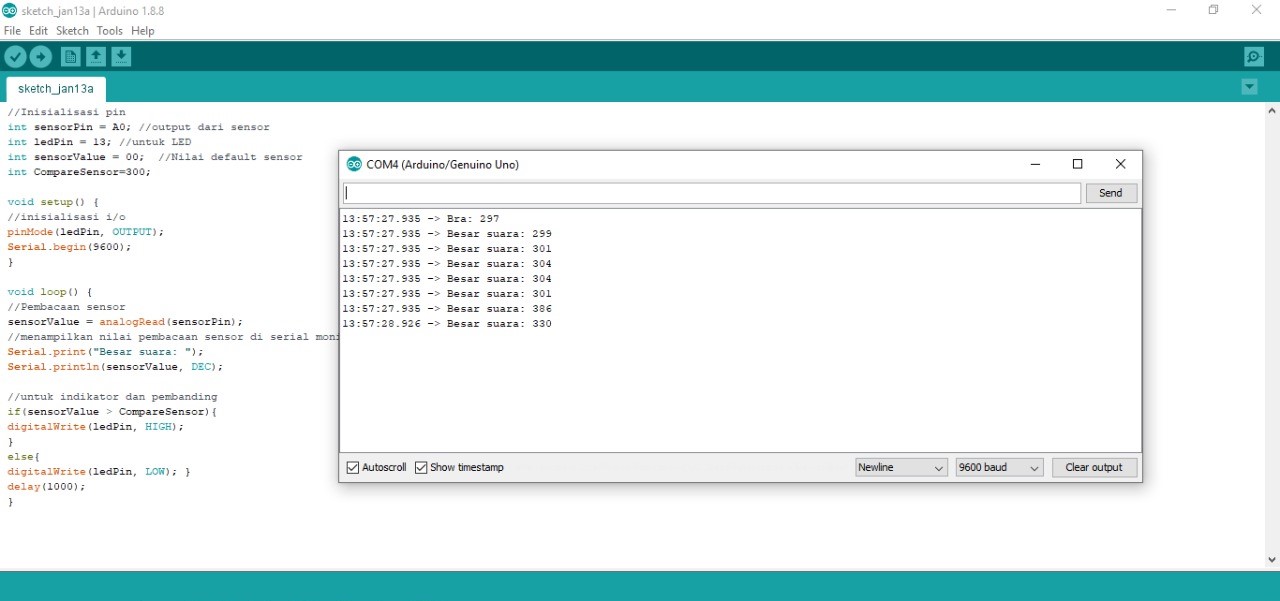 sketch_jan13a | Arduino 1.8.8
File Edit Sketch Tools Help
sketch_jan13a
//Inisialisasi pin
int sensorPin = A0; //output dari sensor
int ledPin = 13; //untuk LED
int sensorValue = 00;  //Nilai default sensor
int CompareSensor=300;
void setup() {
//inisialisasi i/o
pinMode(ledPin, OUTPUT);
Serial.begin(9600);
}
void loop() {
//Pembacaan sensor
sensorValue = analogRead(sensorPin);
//menampilkan nilai pembacaan sensor di serial moni
Serial.print("Besar suara: ");
Serial.println(sensorValue, DEC);
//untuk indikator dan pembanding
if(sensorValue > CompareSensor){
digitalWrite(ledPin, HIGH);
}
else{
digitalWrite(ledPin, LOW); }
delay(1000);
}
COM4 (Arduino/Genuino Uno)
Send
13:57:27.935 -> Bra: 297
13:57:27.935 -> Besar suara: 299
13:57:27.935 -> Besar suara: 301
13:57:27.935 -> Besar suara: 304
13:57:27.935 -> Besar suara: 304
13:57:27.935 -> Besar suara: 301
13:57:27.935 -> Besar suara: 386
13:57:28.926 -> Besar suara: 330
Autoscroll Show timestamp Newline 9600 baud Clear output